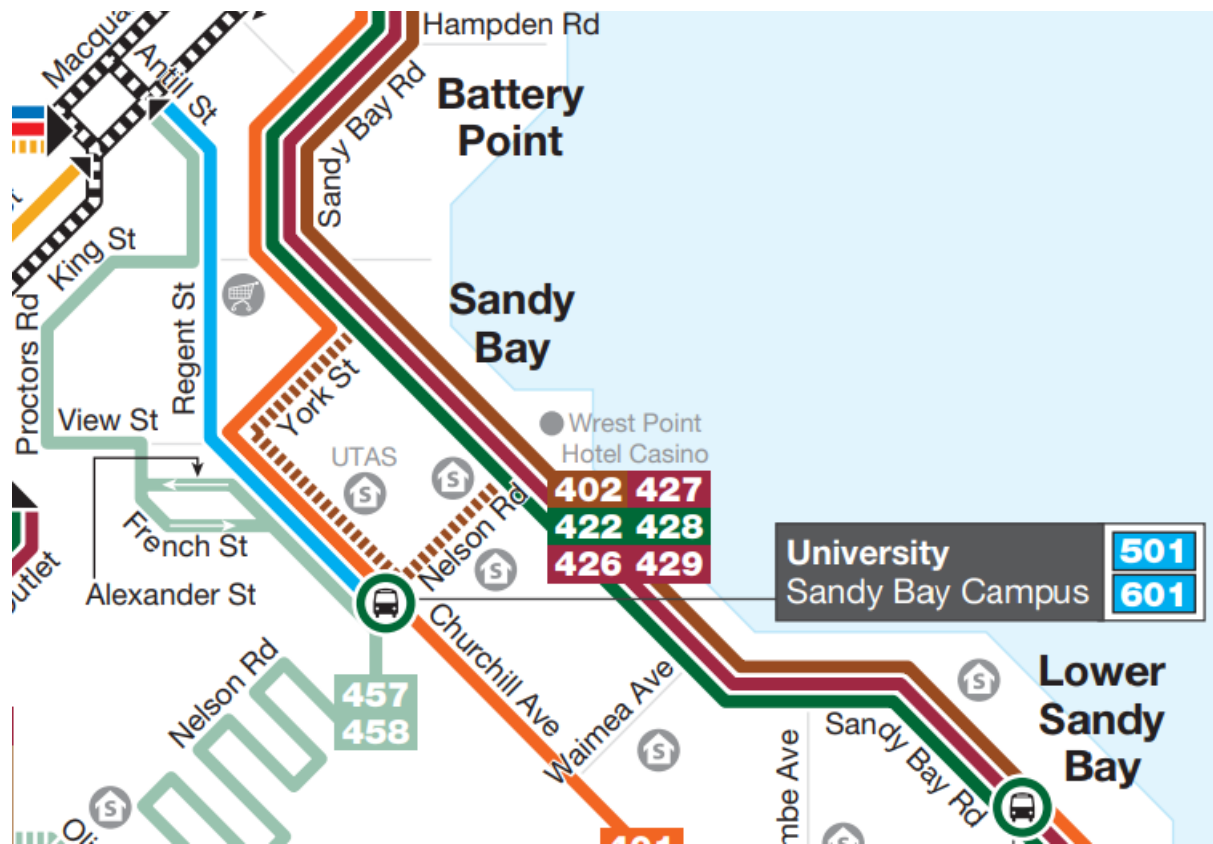 Hampden Rd
Antill St
Battery
Point
Sandy Bay Rd
King St
Sandy
Bay
Proctors Rd
Regent St
York St
View St
Wrest Point
Hotel Casino
UTAS
S
S
402 427
422 428
426 429
Nelson Rd
S
French St
University
Sandy Bay Campus
501
601
Alexander St
Churchill Ave
Nelson Rd
457
458
Waimea Ave
S
S
Lower
Sandy
Bay
Sandy Bay Rd
Ave
S
S
401